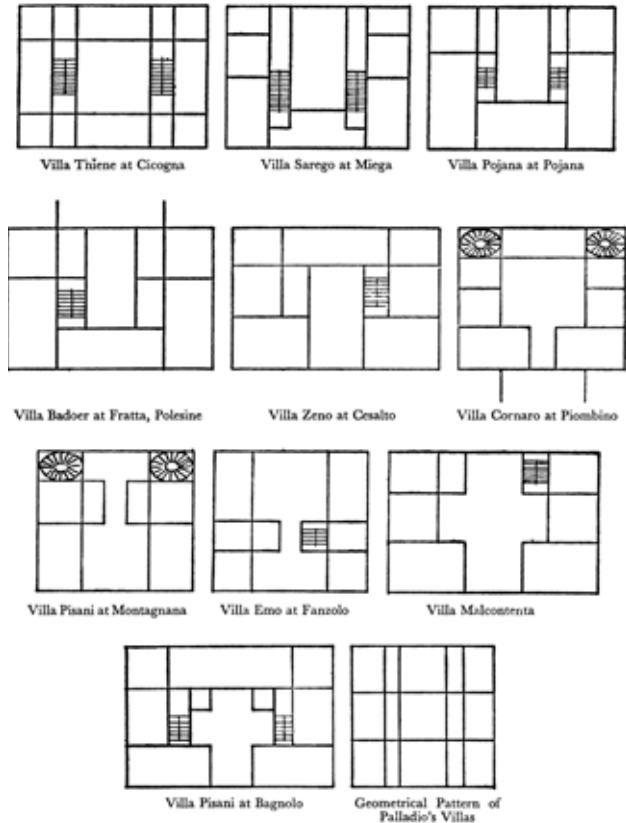 Villa Thiene at Cicogna
Villa Sarego at Miega
Villa Pojana at Pojana
Villa Badoer at Fratta, Polesine
Villa Zeno at Cesalto
Villa Cornaro at Piombino
Villa Pisani at Montagnana
Villa Emo at Fanzolo
Villa Malcontenta
Villa Pisani at Bagnolo
Geometrical Pattern of
Palladio's Villas